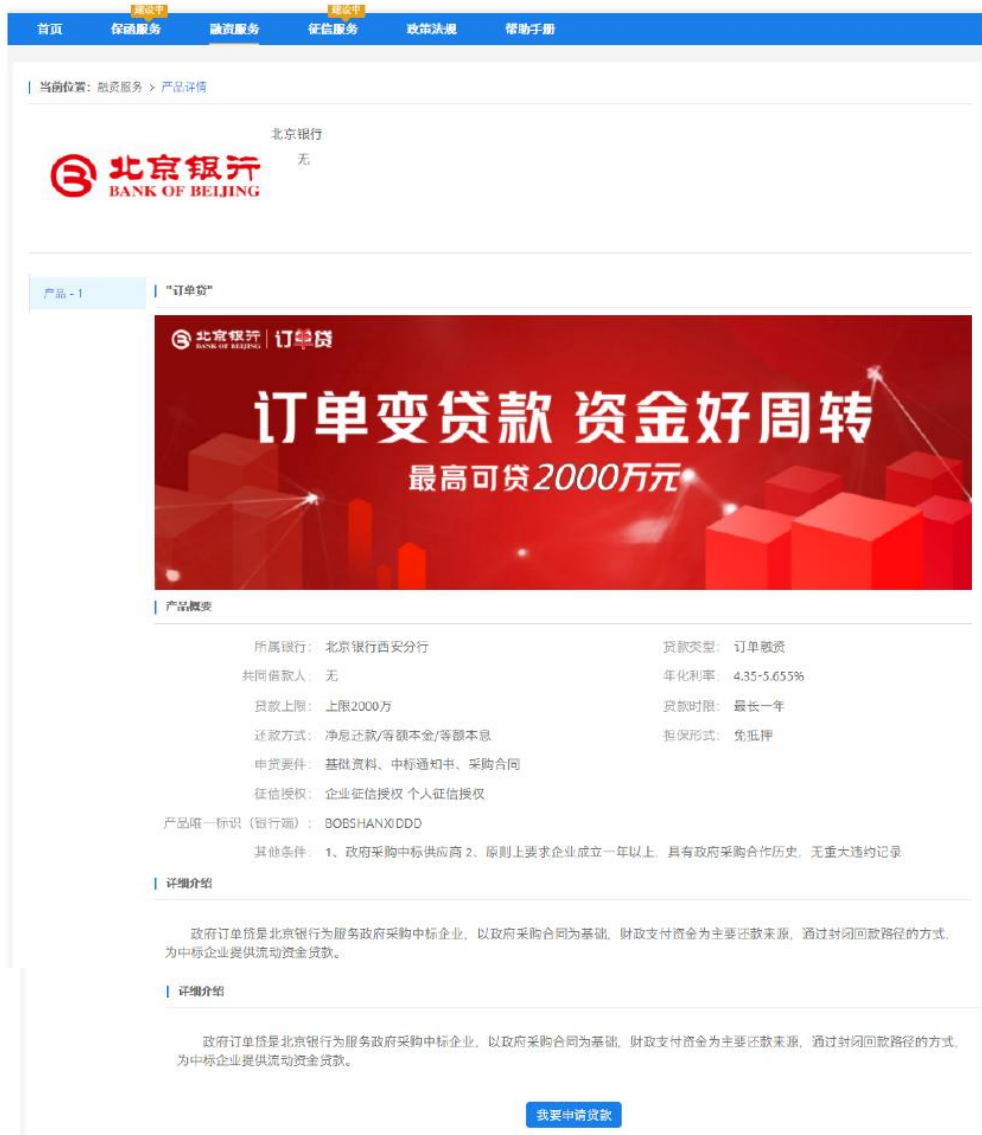 建设中 建设中
首页 保函服务 融资服务 征信服务 政策法规 帮助手册
当前位置：融资服务 > 产品详情
北京银行
无
北京银行
BANK OF BEIJING
产品 - 1
"订单贷"
北京银行 BANK OF BEIJING 订单贷
订单变贷款 资金好周转
最高可贷2000万元
产品概要
所属银行： 北京银行西安分行 贷款类型： 订单融资
共同借款人： 无 年化利率： 4.35-5.655%
贷款上限： 上限2000万 贷款时限： 最长一年
还款方式： 净息还款/等额本金/等额本息 担保形式： 免抵押
申贷要件： 基础资料、中标通知书、采购合同
征信授权： 企业征信授权 个人征信授权
产品唯一标识（银行端）： BOBSHANXIDDD
其他条件： 1、政府采购中标供应商 2、原则上要求企业成立一年以上，具有政府采购合作历史，无重大违约记录
详细介绍
政府订单贷是北京银行为服务政府采购中标企业，以政府采购合同为基础，财政支付资金为主要还款来源，通过封闭回款路径的方式，
为中标企业提供流动资金贷款。
详细介绍
政府订单贷是北京银行为服务政府采购中标企业，以政府采购合同为基础，财政支付资金为主要还款来源，通过封闭回款路径的方式，
为中标企业提供流动资金贷款。
我要申请贷款